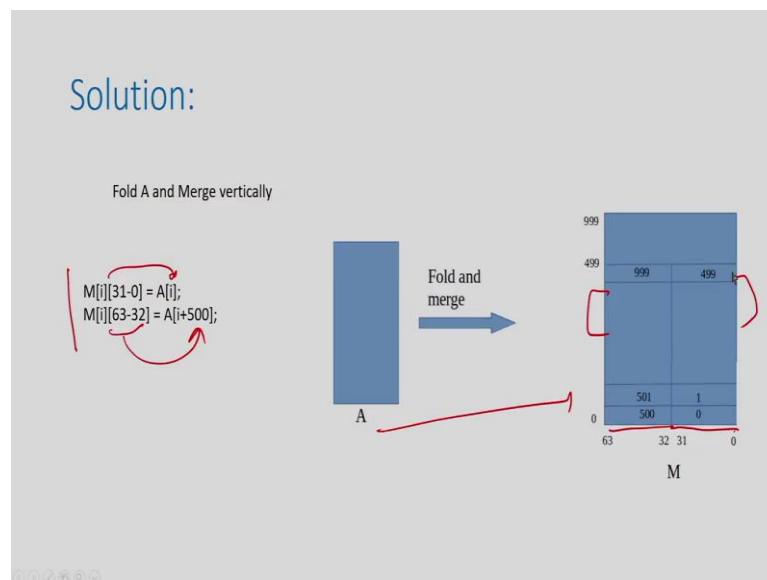 Solution:
Fold A and Merge vertically
M[i][31-0] = A[i];
M[i][63-32] = A[i+500];
A
Fold and
merge
999
499
999 499
501 1
500 0
0
63 32 31 0
M